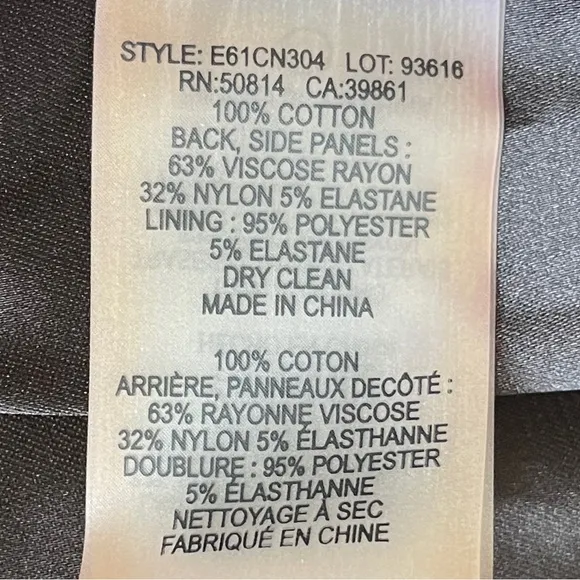 STYLE: E61CN304 LOT: 93616
RN:50814 CA:39861
100% COTTON
BACK, SIDE PANELS :
63% VISCOSE RAYON
32% NYLON 5% ELASTANE
LINING : 95% POLYESTER
5% ELASTANE
DRY CLEAN
MADE IN CHINA
100% COTON
ARRIÈRE, PANNEAUX DECÔTÉ :
63% RAYONNE VISCOSE
32% NYLON 5% ÉLASTHANNE
DOUBLURE : 95% POLYESTER
5% ÉLASTHANNE
NETTOYAGE À SEC
FABRIQUÉ EN CHINE